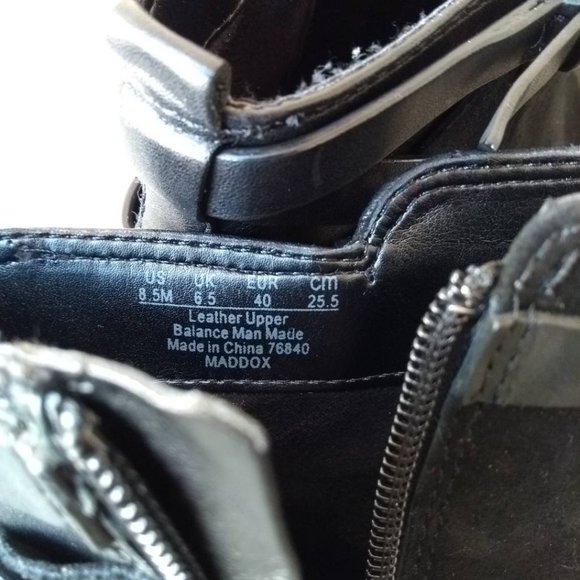 US UK EUR cm
8.5M 6.5 40 25.5
Leather Upper
Balance Man Made
Made in China 76840
MADDOX